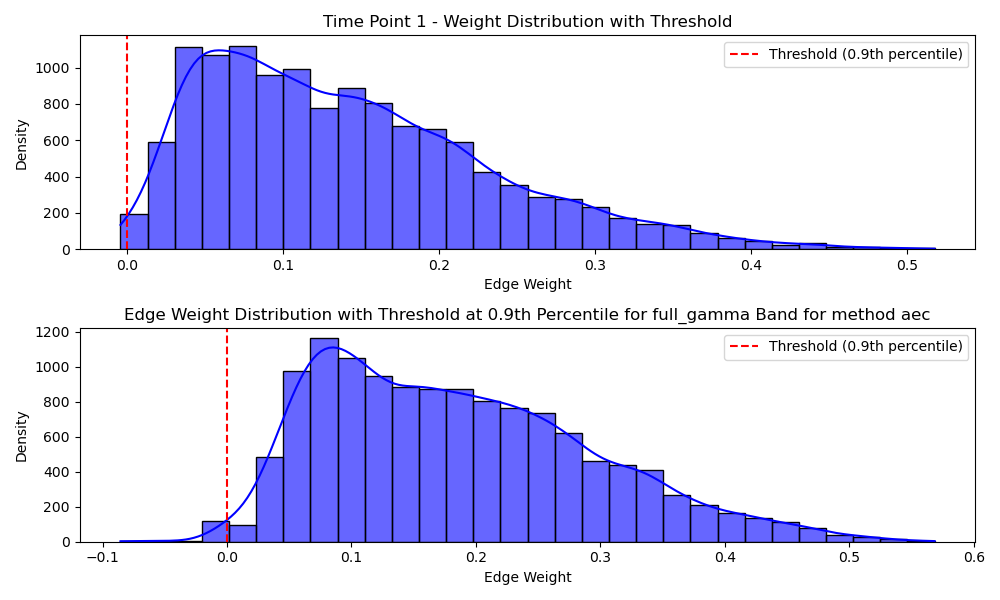 Time Point 1 - Weight Distribution with Threshold
Threshold (0.9th percentile)
Density
1000
800
600
400
200
0
0.0 0.1 0.2 0.3 0.4 0.5
Edge Weight
Edge Weight Distribution with Threshold at 0.9th Percentile for full_gamma Band for method aec
Threshold (0.9th percentile)
Density
1200
1000
800
600
400
200
0
−0.1 0.0 0.1 0.2 0.3 0.4 0.5 0.6
Edge Weight